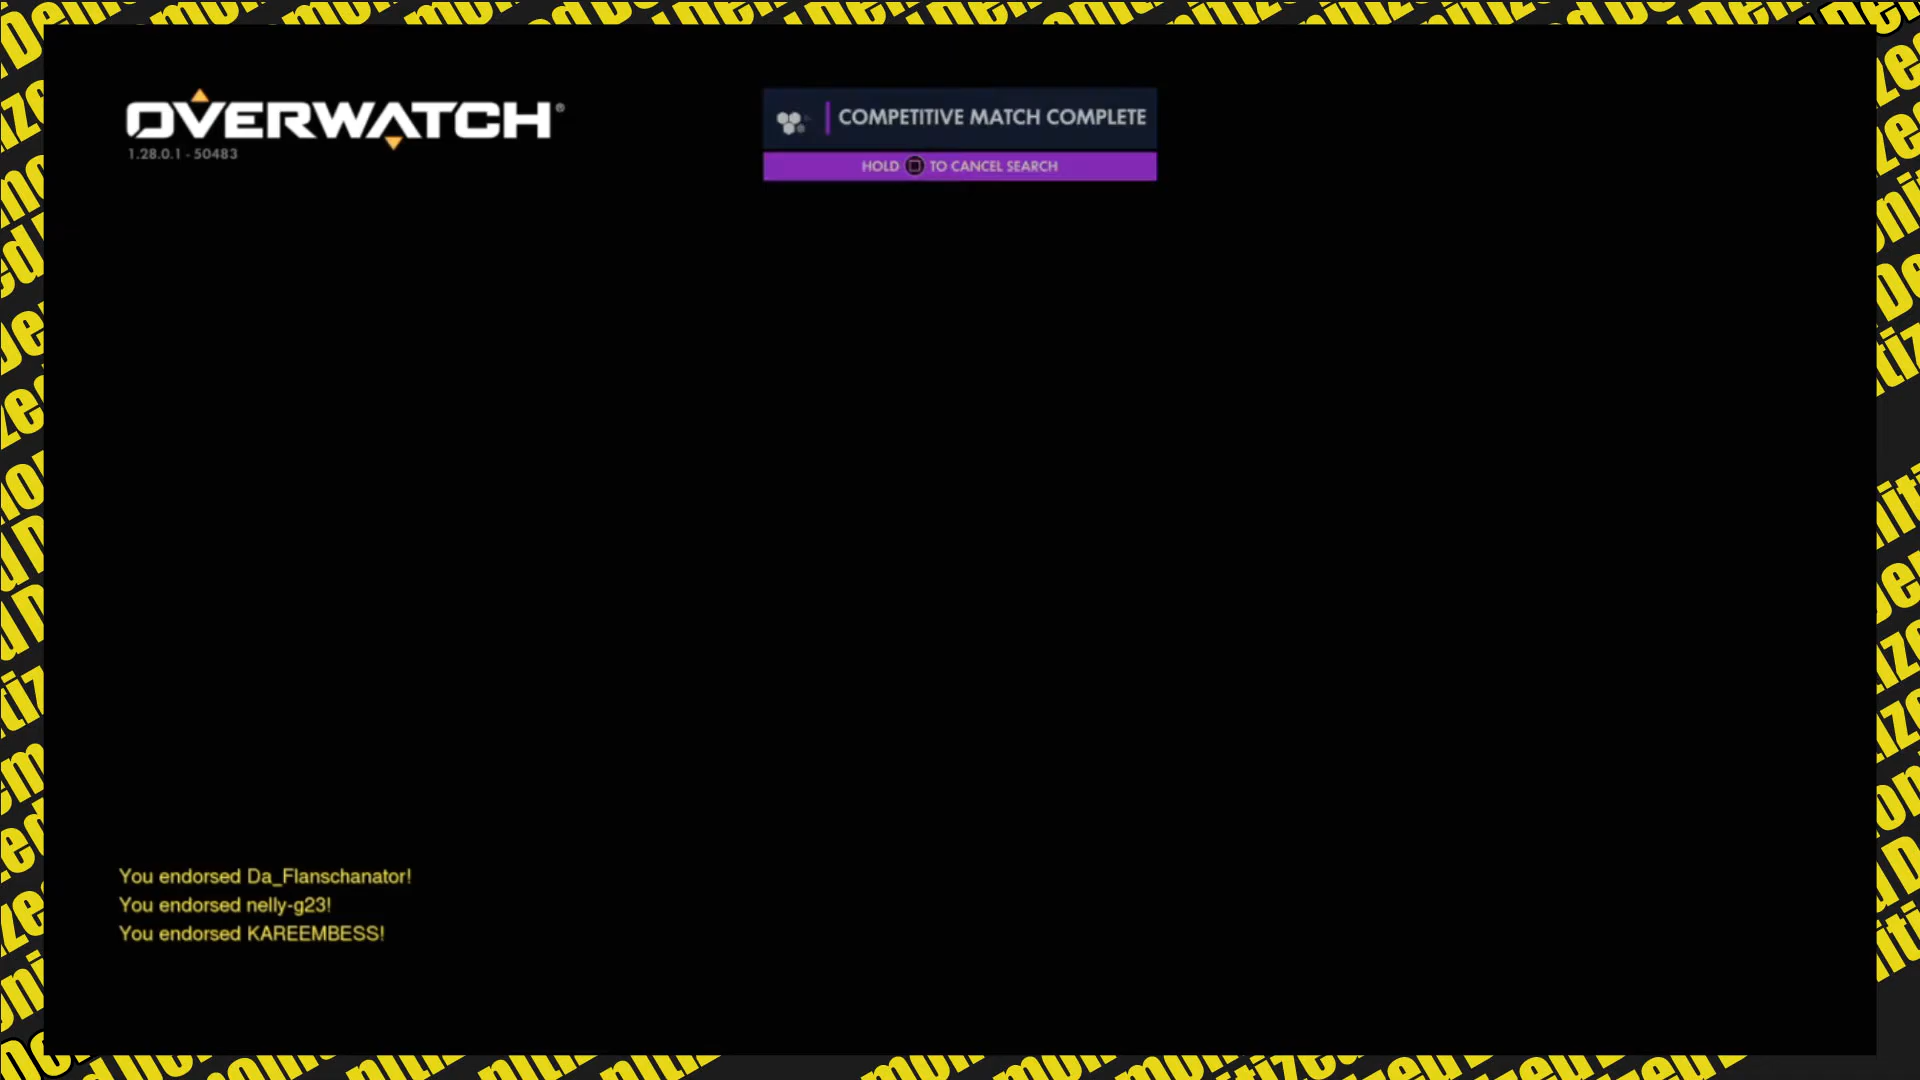 OVERWATCH®
1.28.0.1 - 50483
COMPETITIVE MATCH COMPLETE
HOLD TO CANCEL SEARCH
You endorsed Da_Flanschanator!
You endorsed nelly-g23!
You endorsed KAREEMBESS!